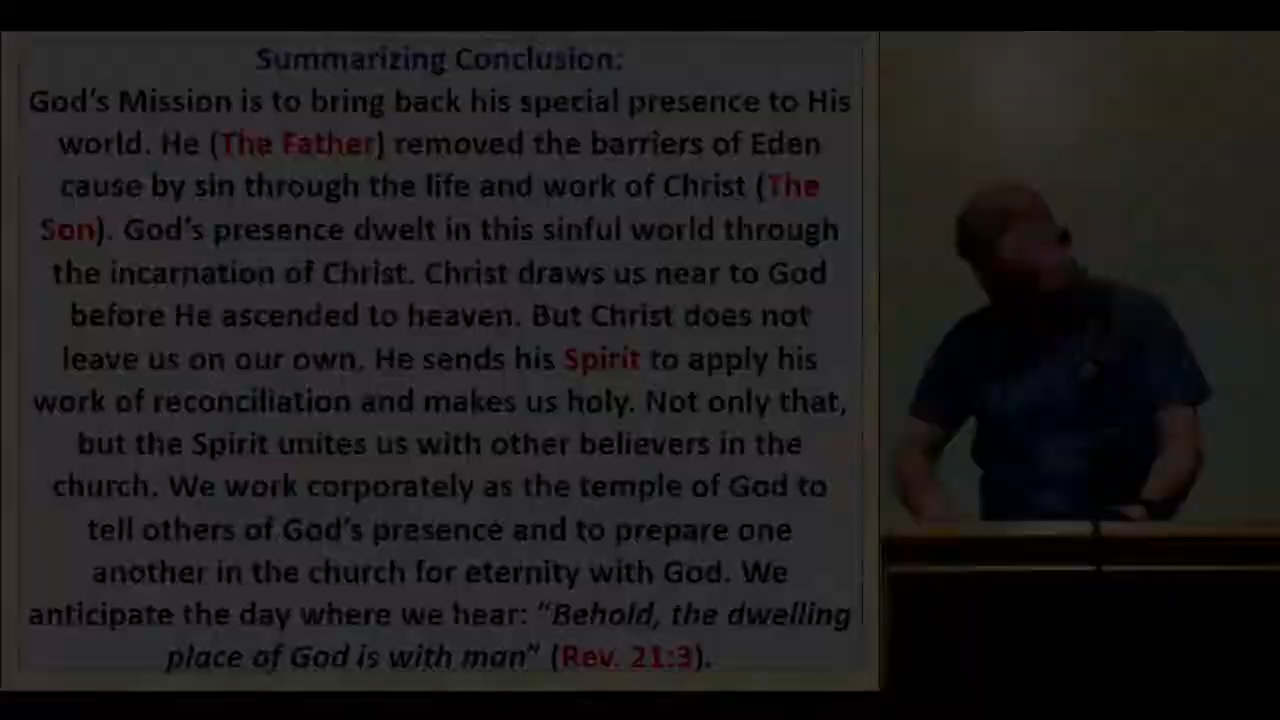 Summarizing Conclusion:
God's Mission is to bring back his special presence to His
world. He (The Father) removed the barriers of Eden
cause by sin through the life and work of Christ (The
Son). God's presence dwelt in this sinful world through
the incarnation of Christ. Christ draws us near to God
before He ascended to heaven. But Christ does not
leave us on our own. He sends his Spirit to apply his
work of reconciliation and makes us holy. Not only that,
but the Spirit unites us with other believers in the
church. We work corporately as the temple of God to
tell others of God's presence and to prepare one
another in the church for eternity with God. We
anticipate the day where we hear: "Behold, the dwelling
place of God is with man" (Rev. 21:3).